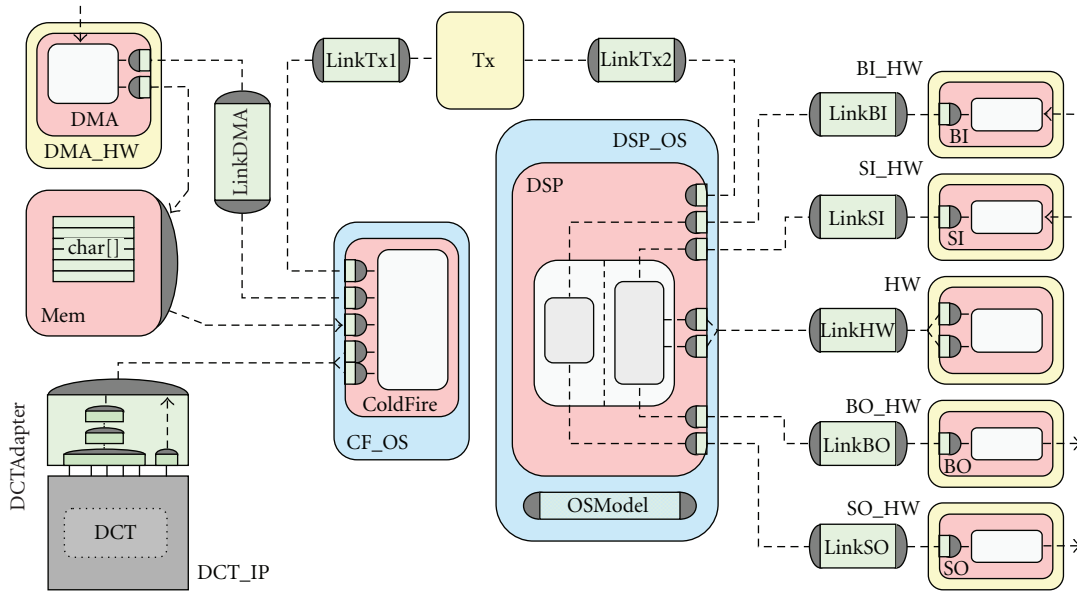 LinkTx1
Tx
LinkTx2
BI_HW
DMA
DMA_HW
LinkDMA
LinkBI
BI
DSP_OS
SI_HW
DSP
LinkSI
SI
char[]
Mem
HW
LinkHW
ColdFire
CF_OS
BO_HW
DCTAdapter
LinkBO
BO
OSModel
SO_HW
DCT
LinkSO
SO
DCT_IP